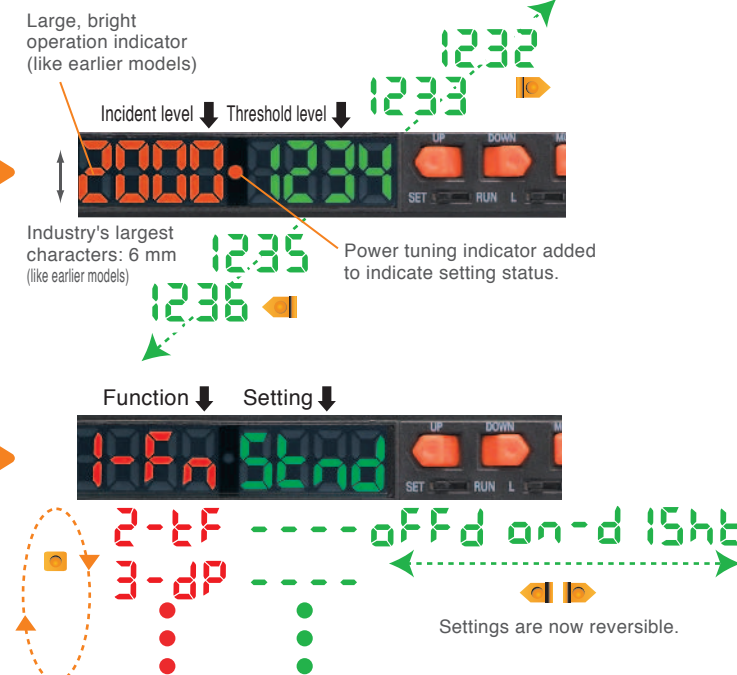 Large, bright
operation indicator
(like earlier models)
1232
1233
Incident level Threshold level
2000 1234
UP DOWN
SET RUN L
Industry's largest
characters: 6 mm
(like earlier models)
1235
1236
Power tuning indicator added
to indicate setting status.
Function Setting
1-Fn Stnd
UP DOWN
SET RUN L
2-tF ---- oFFd on-d 1Sht
3-dP ----
Settings are now reversible.